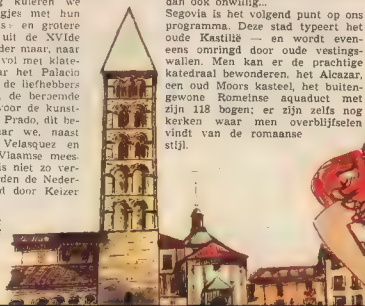 kuieren we
gjes met hun
en grotere
uit de XVIde
der maar, naar
vol met klate-
ar het Palacio
de liefhebbers
de beroemde
voor de kunst-
Prado, dit be-
ar we, naast
Velasquez en
Vlaamse mees-
is niet zo ver-
den de Neder-
d door Keizer
dan ook onwillig...
Segovia is het volgend punt op ons
programma. Deze stad typeert het
oude Kastillë — en wordt even-
eens omringd door oude vestings-
wallen. Men kan er de prachtige
katedraal bewonderen, het Alcazar,
een oud Moors kasteel, het buiten-
gewone Romeinse aquaduct met
zijn 118 bogen; er zijn zelfs nog
kerken waar men overblijfselen
vindt van de romaanse
stijl.